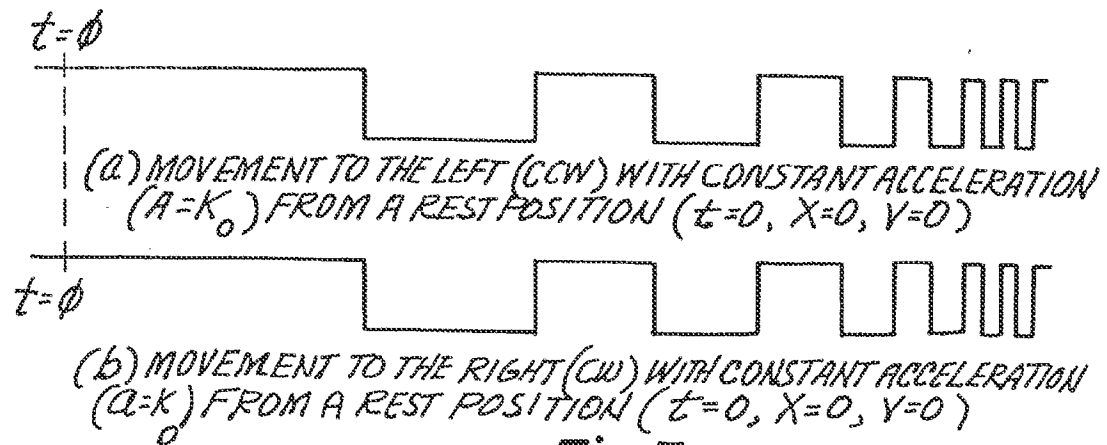 t=ϕ
(a) MOVEMENT TO THE LEFT (CCW) WITH CONSTANT ACCELERATION
(A=K₀) FROM A REST POSITION (t=0, X=0, V=0)
t=ϕ
(b) MOVEMENT TO THE RIGHT (CW) WITH CONSTANT ACCELERATION
(a=K₀) FROM A REST POSITION (t=0, X=0, V=0)